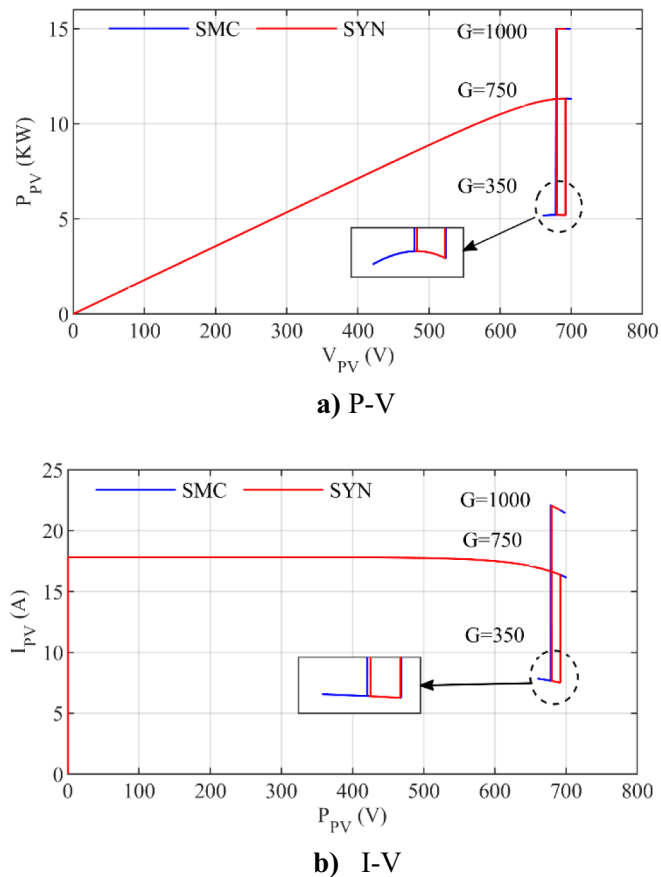 SMC SYN
G=1000
G=750
G=350
15
10
5
0
P_PV (KW)
0 100 200 300 400 500 600 700 800
V_PV (V)
a) P-V
SMC SYN
G=1000
G=750
G=350
25
20
15
10
5
0
I_PV (A)
0 100 200 300 400 500 600 700 800
P_PV (V)
b) I-V